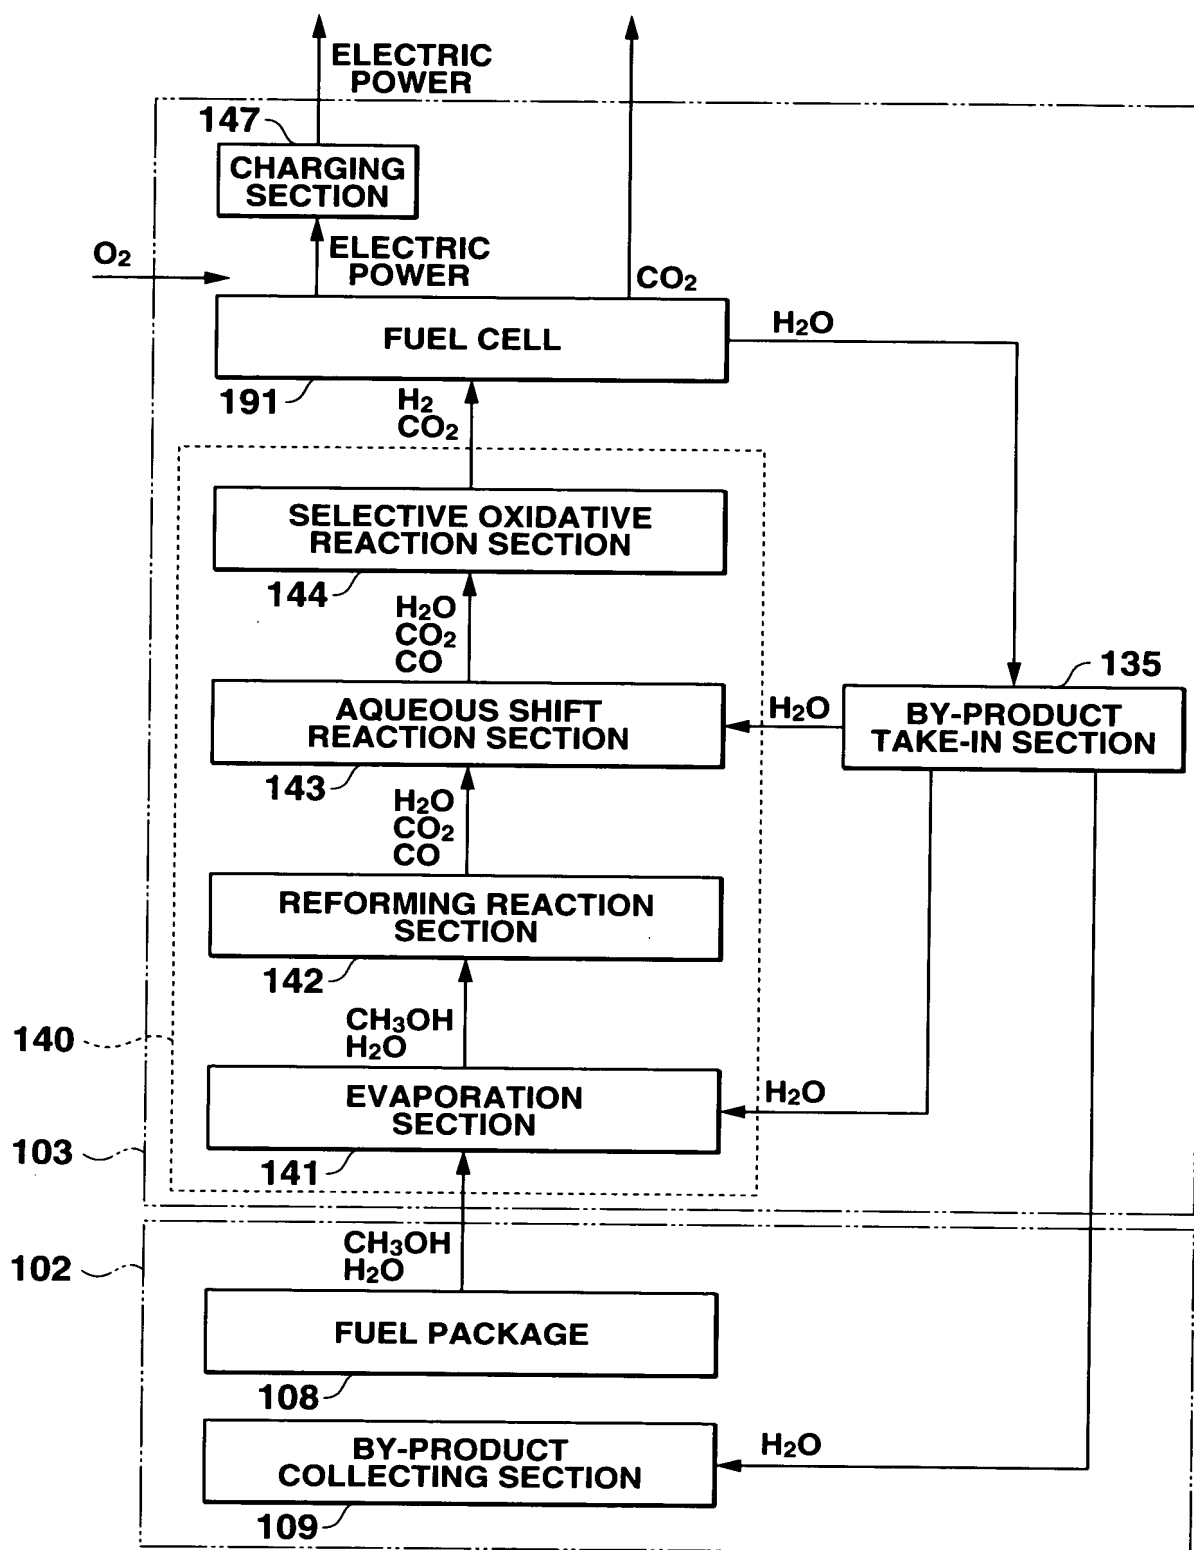 ELECTRIC
POWER
147
CHARGING
SECTION
O2
ELECTRIC
POWER
CO2
FUEL CELL
H2O
191
H2
CO2
SELECTIVE OXIDATIVE
REACTION SECTION
144
H2O
CO2
CO
135
AQUEOUS SHIFT
REACTION SECTION
H2O
BY-PRODUCT
TAKE-IN SECTION
143
H2O
CO2
CO
REFORMING REACTION
SECTION
142
CH3OH
H2O
140
EVAPORATION
SECTION
H2O
103
141
CH3OH
H2O
102
FUEL PACKAGE
108
BY-PRODUCT
COLLECTING SECTION
H2O
109